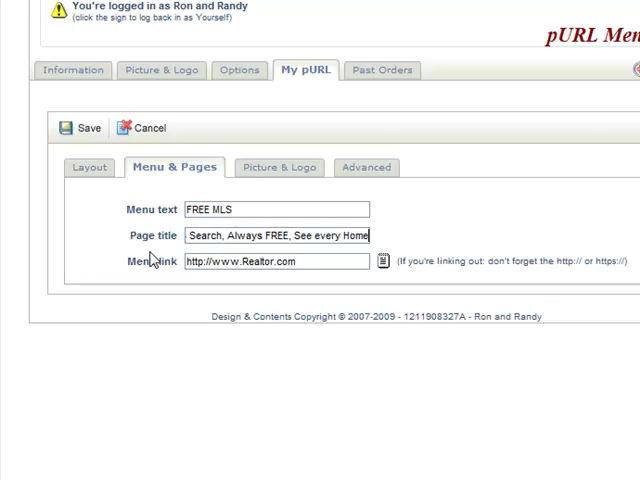 You're logged in as Ron and Randy
(click the sign to log back in as Yourself)
pURL Men
Information Picture & Logo Options My pURL Past Orders
Save Cancel
Layout Menu & Pages Picture & Logo Advanced
Menu text FREE MLS
Page title Search, Always FREE, See every Home
Menu link http://www.Realtor.com (If you're linking out: don't forget the http:// or https://)
Design & Contents Copyright © 2007-2009 - 1211908327A - Ron and Randy